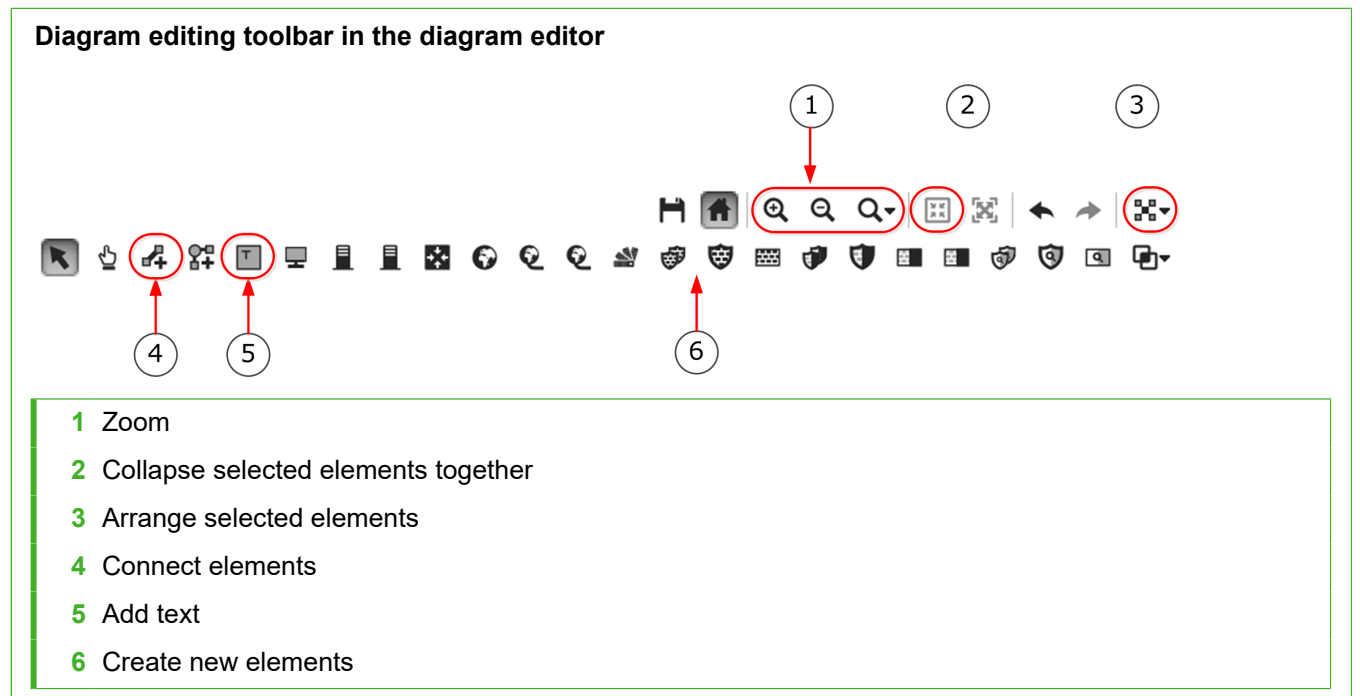 Diagram editing toolbar in the diagram editor
1 2 3
T
4 5 6
1 Zoom
2 Collapse selected elements together
3 Arrange selected elements
4 Connect elements
5 Add text
6 Create new elements